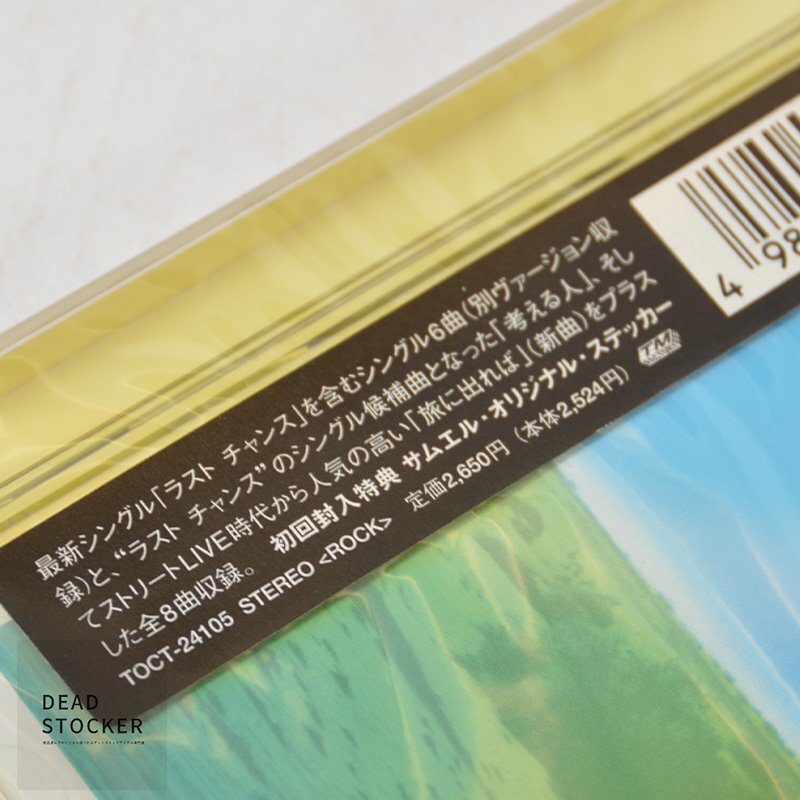 最新シングル「ラスト チャンス」を含むシングル6曲(別ヴァージョン収
録)と、“ラスト チャンス”のシングル候補曲となった「考える人」、そし
てストリートLIVE時代から人気の高い「旅に出れば」(新曲)をプラス
した全8曲収録。 初回封入特典 サムエル・オリジナル・ステッカー
TOCT-24105 STEREO <ROCK> 定価2,650円 (本体2,524円)
TM
4 98
DEAD
STOCKER